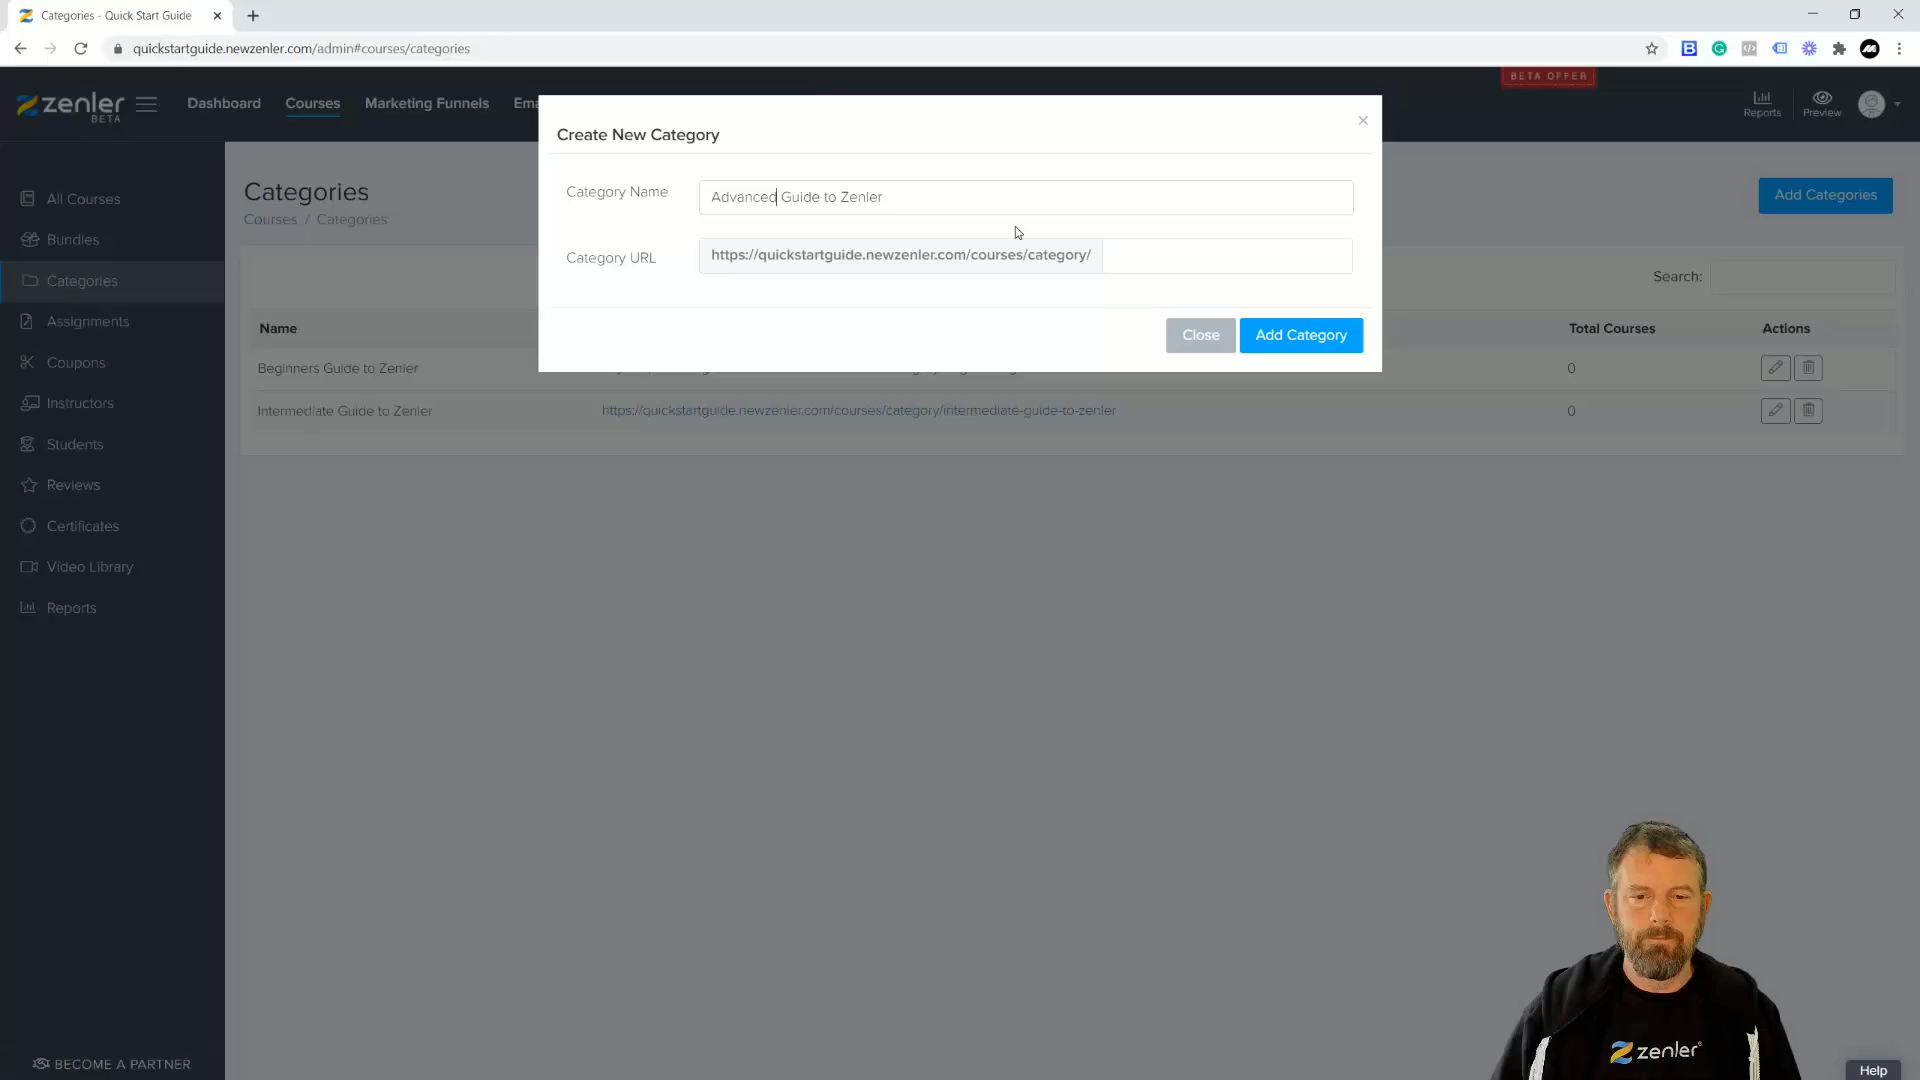 Categories - Quick Start Guide
quickstartguide.newzenler.com/admin#courses/categories
BETA OFFER
zenler
BETA
Dashboard
Courses
Marketing Funnels
Ema
Reports
Preview
Create New Category
Category Name
Advanced Guide to Zenler
Category URL
https://quickstartguide.newzenler.com/courses/category/
Close
Add Category
All Courses
Bundles
Categories
Assignments
Coupons
Instructors
Students
Reviews
Certificates
Video Library
Reports
BECOME A PARTNER
Categories
Courses / Categories
Add Categories
Search:
Name
Total Courses
Actions
Beginners Guide to Zenler
0
Intermediate Guide to Zenler
https://quickstartguide.newzenler.com/courses/category/intermediate-guide-to-zenler
0
zenler
Help